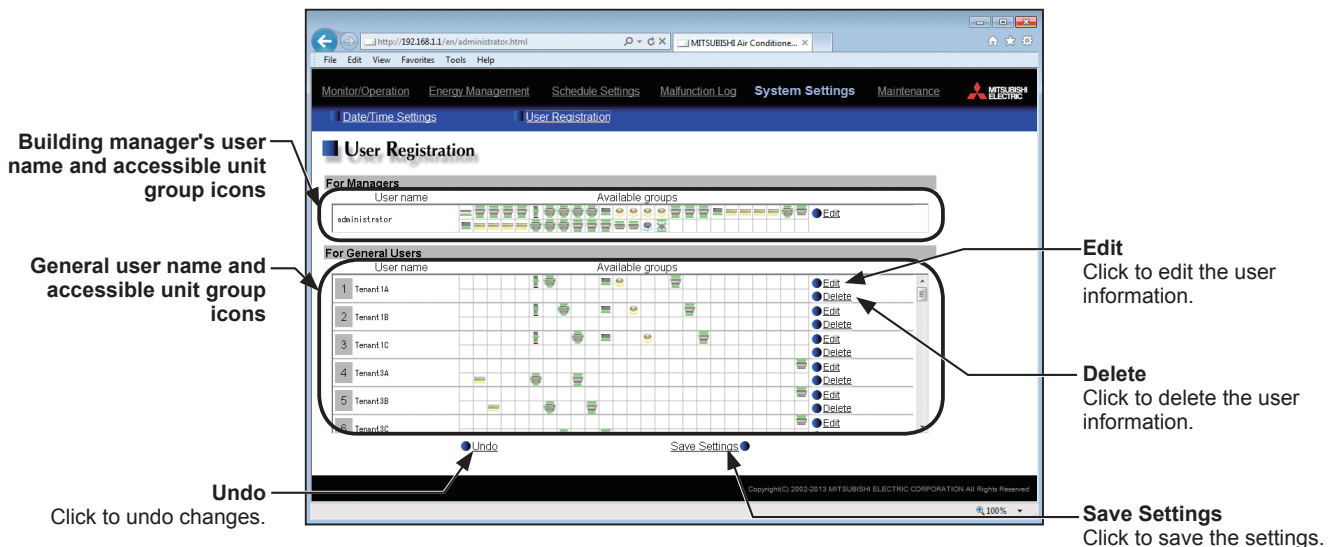 http://192.168.1.1/en/administrator.html
MITSUBISHI Air Conditione...
File Edit View Favorites Tools Help
Monitor/Operation Energy Management Schedule Settings Malfunction Log System Settings Maintenance
MITSUBISHI
ELECTRIC
Date/Time Settings User Registration
User Registration
For Managers
User name Available groups
administrator Edit
For General Users
User name Available groups
1 Tenant1A Edit
Delete
2 Tenant1B Edit
Delete
3 Tenant1C Edit
Delete
4 Tenant3A Edit
Delete
5 Tenant3B Edit
Delete
6 Tenant3C Edit
Undo Save Settings
Copyright(C) 2002-2013 MITSUBISHI ELECTRIC CORPORATION All Rights Reserved
100%
Building manager's user
name and accessible unit
group icons
General user name and
accessible unit group
icons
Undo
Click to undo changes.
Edit
Click to edit the user
information.
Delete
Click to delete the user
information.
Save Settings
Click to save the settings.